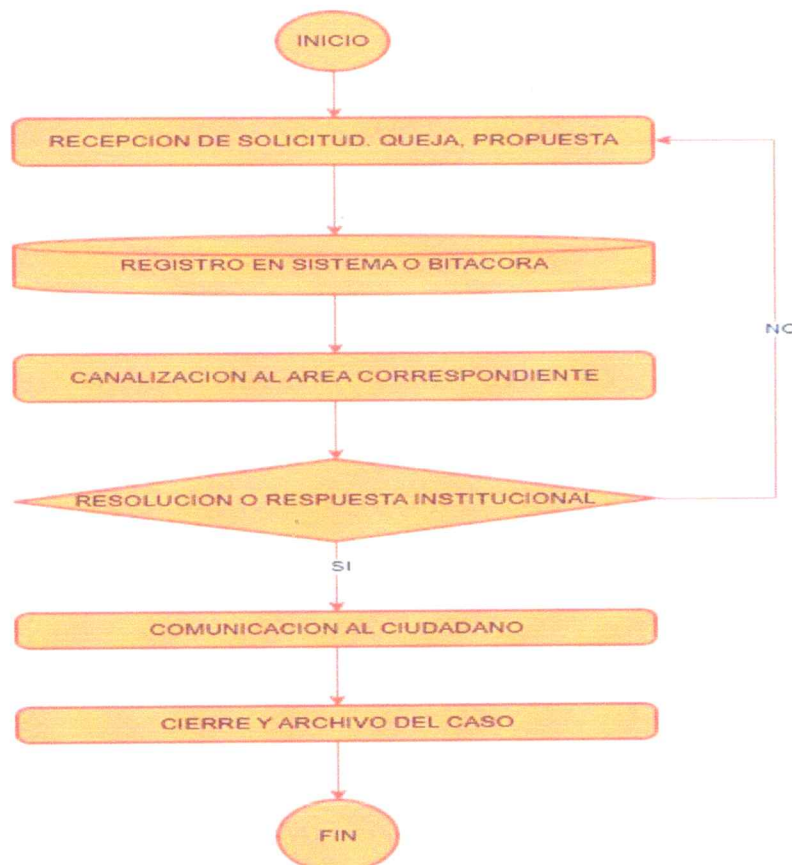 INICIO
RECEPCION DE SOLICITUD. QUEJA, PROPUESTA
REGISTRO EN SISTEMA O BITACORA
CANALIZACION AL AREA CORRESPONDIENTE
NO
RESOLUCION O RESPUESTA INSTITUCIONAL
SI
COMUNICACION AL CIUDADANO
CIERRE Y ARCHIVO DEL CASO
FIN